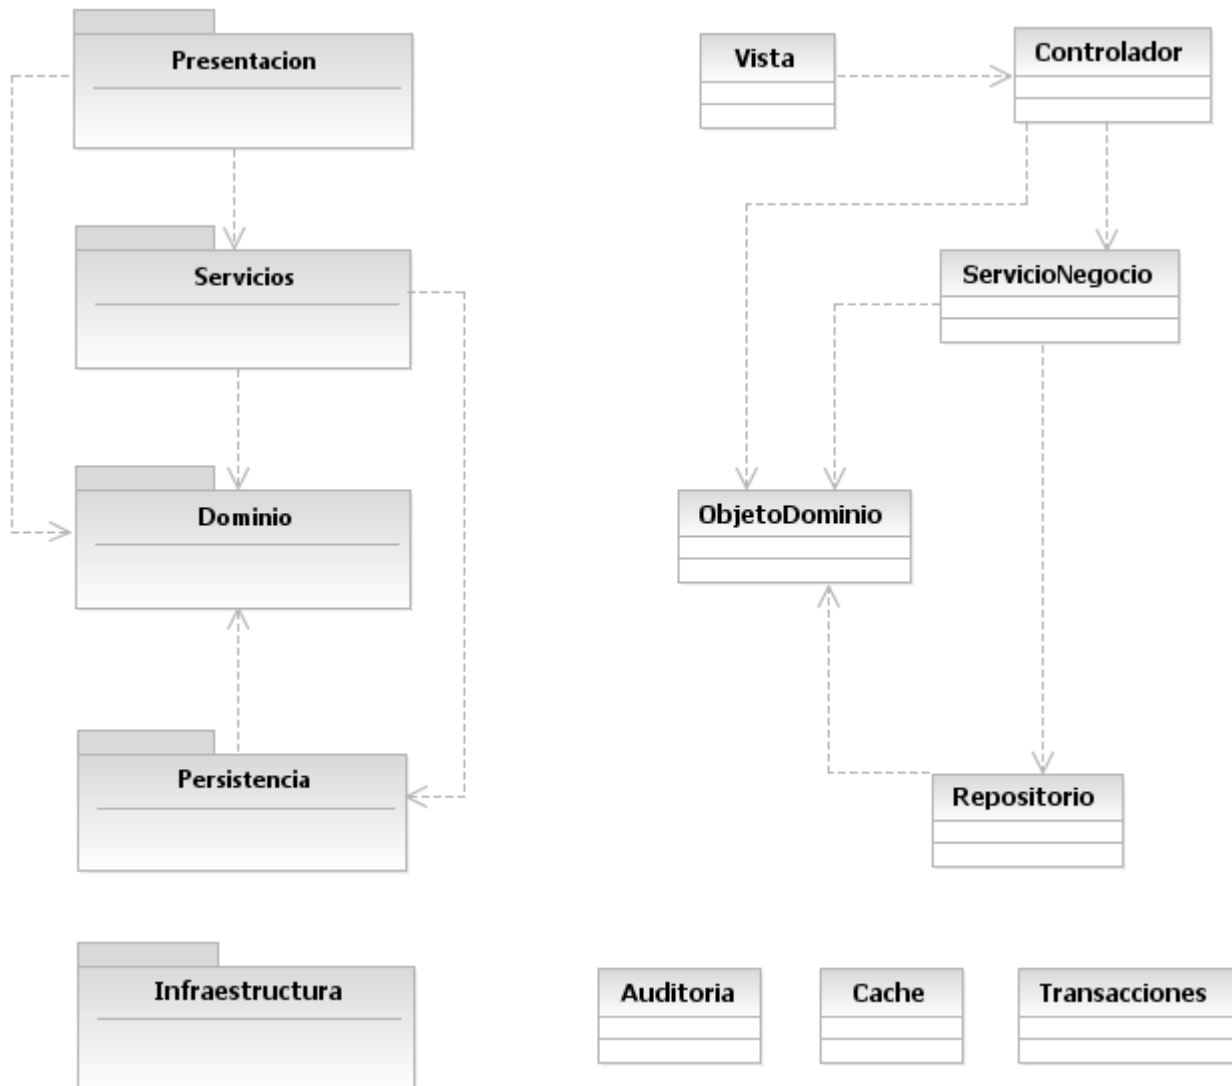 Presentacion
Vista
Controlador
Servicios
ServicioNegocio
Dominio
ObjetoDominio
Persistencia
Repositorio
Infraestructura
Auditoria
Cache
Transacciones